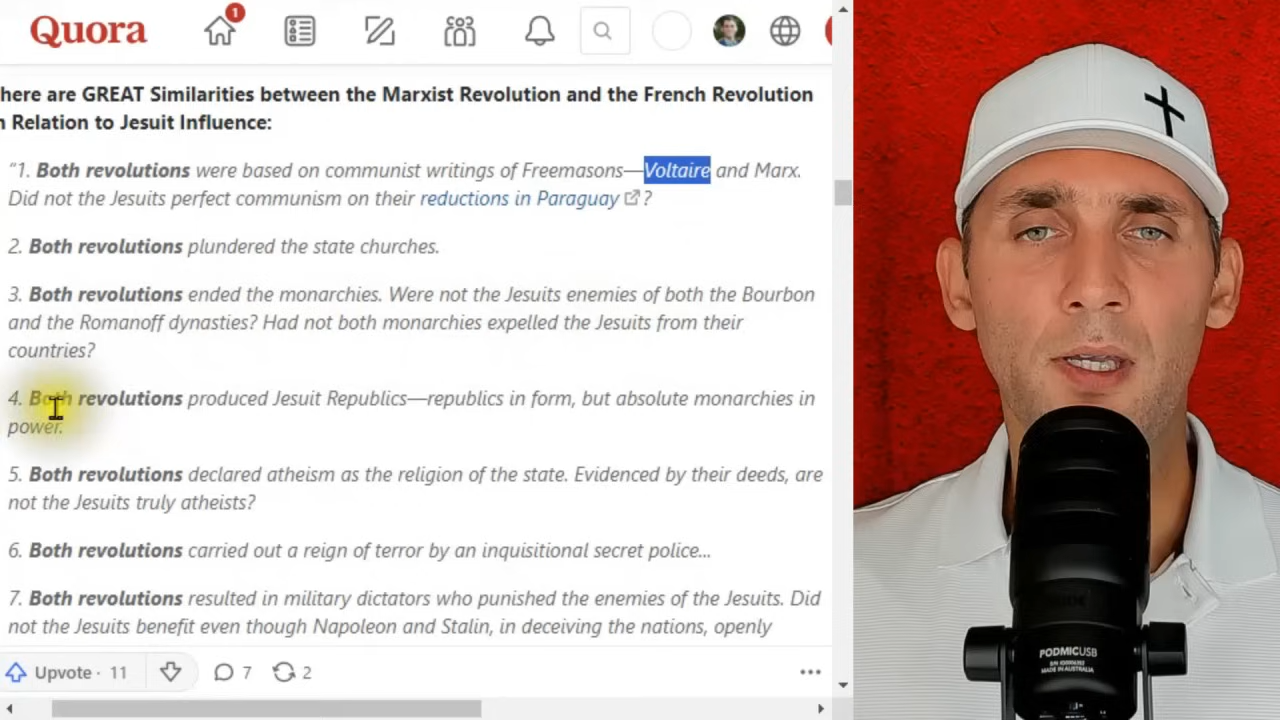 Quora
1
here are GREAT Similarities between the Marxist Revolution and the French Revolution
n Relation to Jesuit Influence:
“1. Both revolutions were based on communist writings of Freemasons—Voltaire and Marx.
Did not the Jesuits perfect communism on their reductions in Paraguay ?
2. Both revolutions plundered the state churches.
3. Both revolutions ended the monarchies. Were not the Jesuits enemies of both the Bourbon
and the Romanoff dynasties? Had not both monarchies expelled the Jesuits from their
countries?
4. Both revolutions produced Jesuit Republics—republics in form, but absolute monarchies in
power.
5. Both revolutions declared atheism as the religion of the state. Evidenced by their deeds, are
not the Jesuits truly atheists?
6. Both revolutions carried out a reign of terror by an inquisitional secret police...
7. Both revolutions resulted in military dictators who punished the enemies of the Jesuits. Did
not the Jesuits benefit even though Napoleon and Stalin, in deceiving the nations, openly
Upvote · 11
7
2
PODMICUSB
MADE IN AUSTRALIA